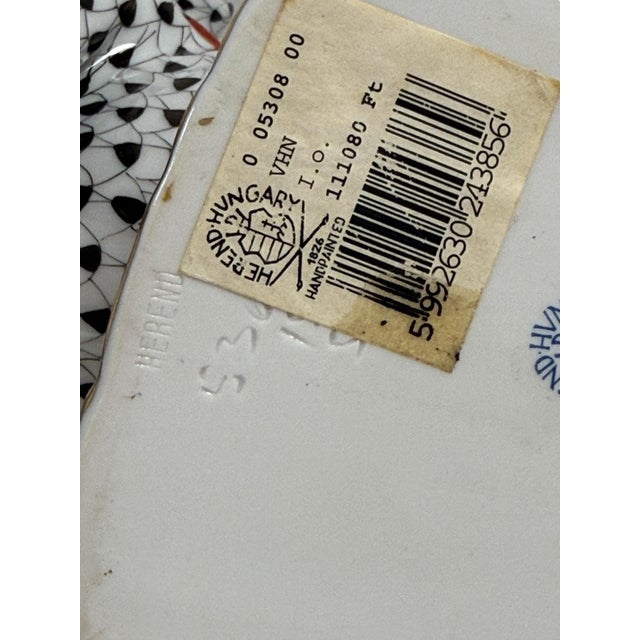 0 05308 00
VHN
I.O.
111080 Ft
HEREND·HUNGARY
1826
HANDPAINTED
5 992630 243856
HEREND